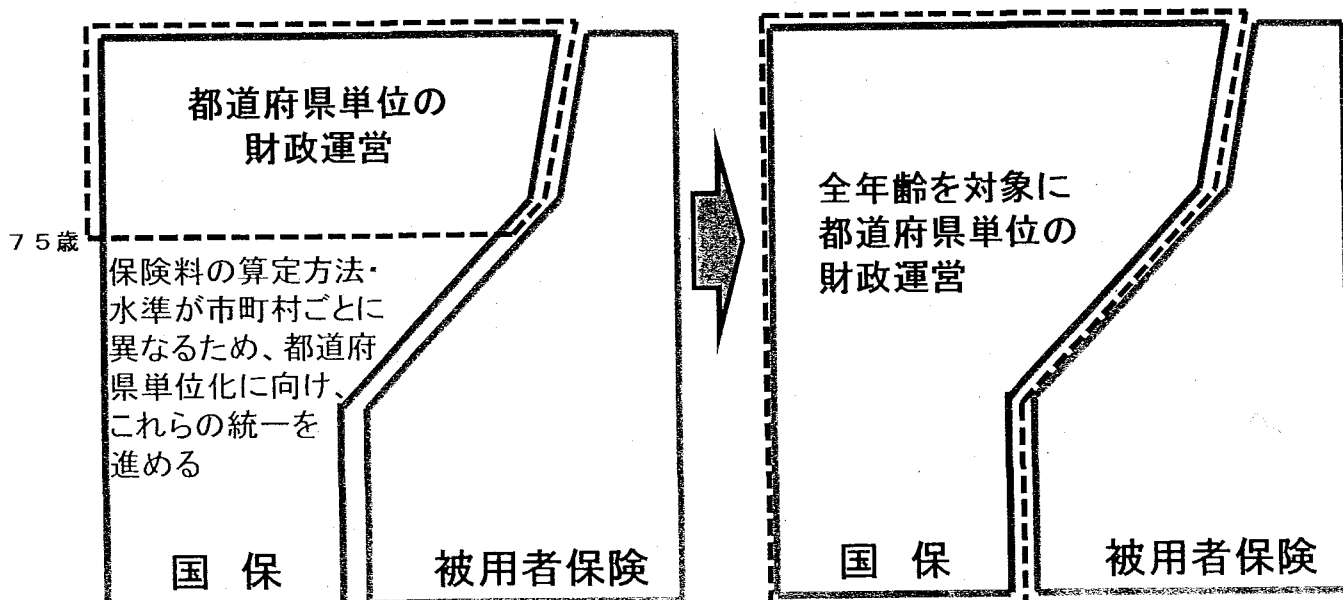 都道府県単位の
財政運営
75歳
保険料の算定方法・
水準が市町村ごとに
異なるため、都道府
県単位化に向け、
これらの統一を
進める
国 保
被用者保険
全年齢を対象に
都道府県単位の
財政運営
国 保
被用者保険